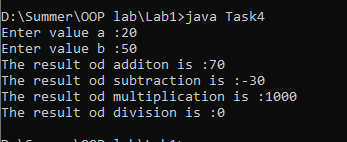 D:\Summer\OOP lab\Lab1>java Task4
Enter value a :20
Enter value b :50
The result od additon is :70
The result od subtraction is :-30
The result od multiplication is :1000
The result od division is :0